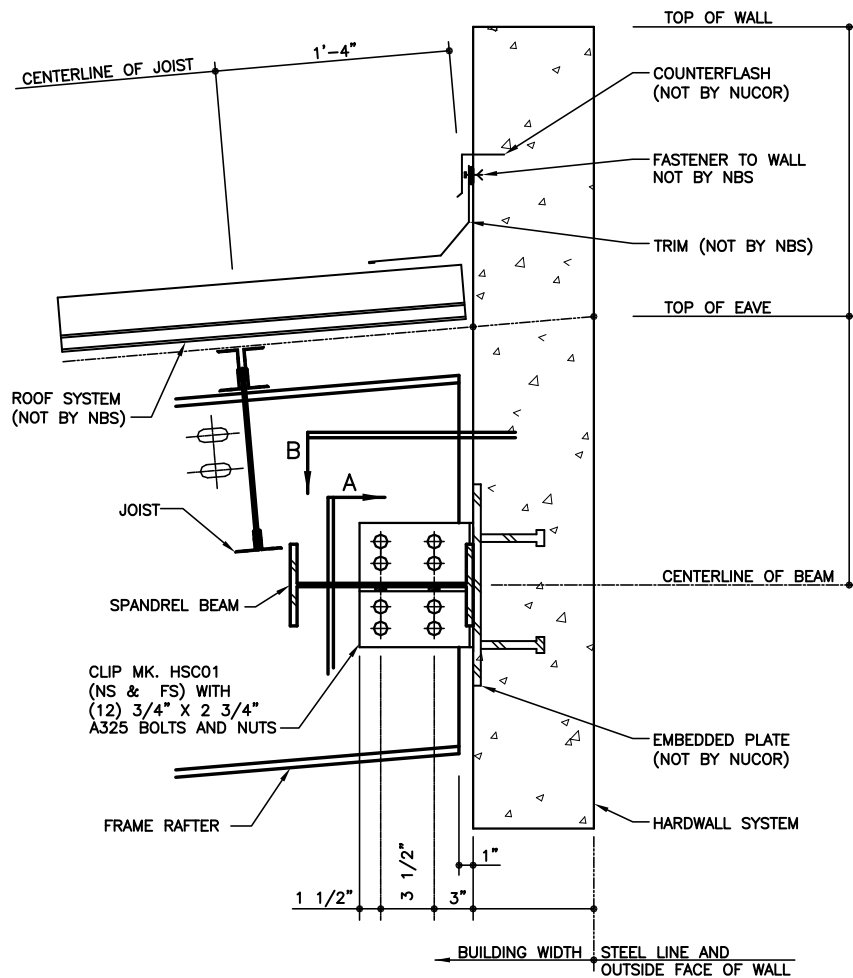 TOP OF WALL
1'-4"
CENTERLINE OF JOIST
COUNTERFLASH
(NOT BY NUCOR)
FASTENER TO WALL
NOT BY NBS
TRIM (NOT BY NBS)
TOP OF EAVE
ROOF SYSTEM
(NOT BY NBS)
B
A
JOIST
CENTERLINE OF BEAM
SPANDREL BEAM
CLIP MK. HSC01
(NS & FS) WITH
(12) 3/4" X 2 3/4"
A325 BOLTS AND NUTS
EMBEDDED PLATE
(NOT BY NUCOR)
FRAME RAFTER
HARDWALL SYSTEM
1"
1 1/2"
3 1/2"
3"
BUILDING WIDTH
STEEL LINE AND
OUTSIDE FACE OF WALL